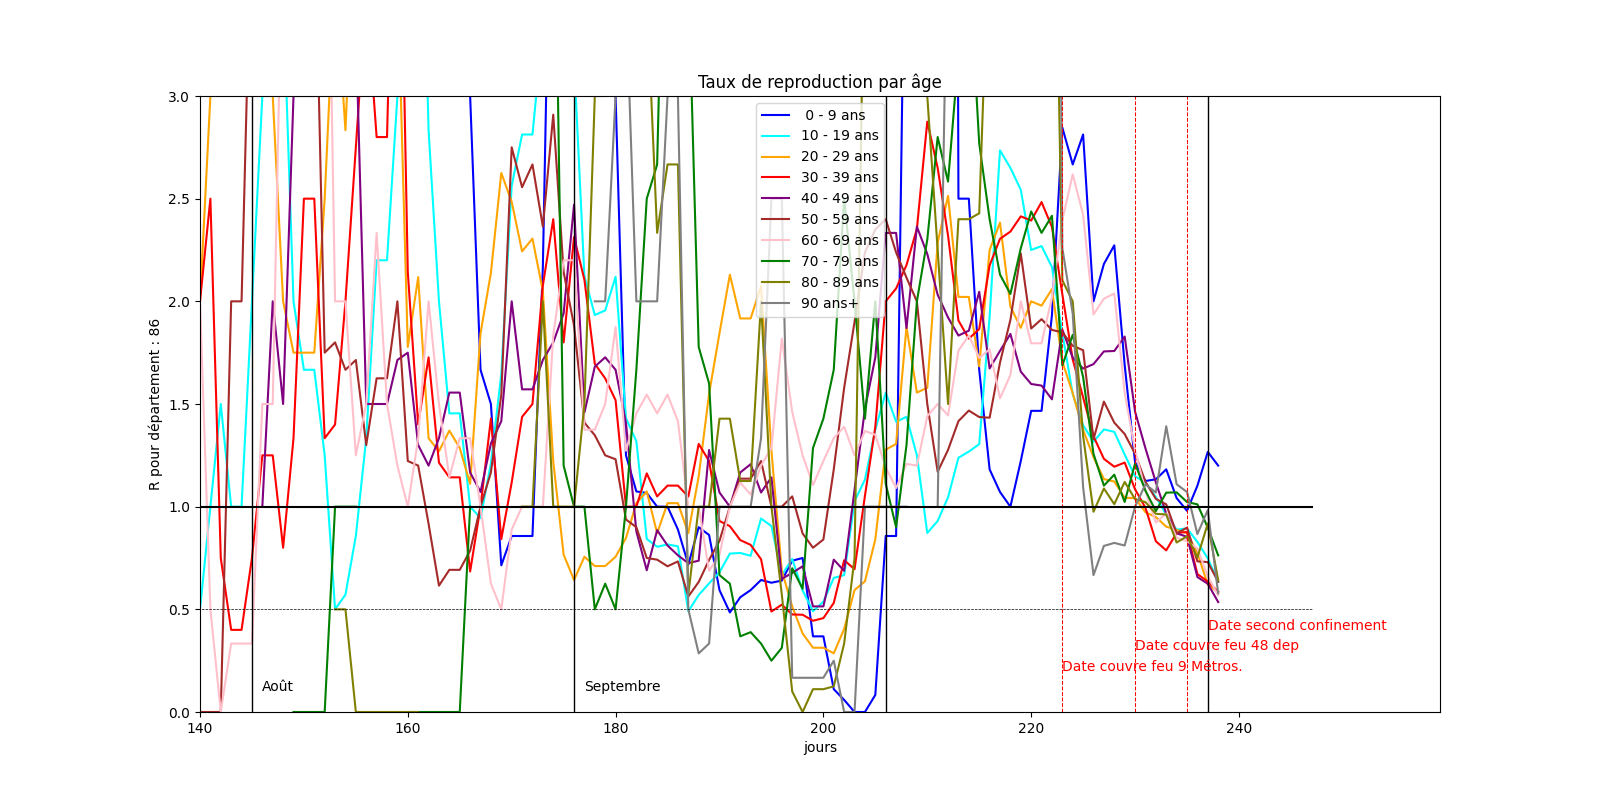 Taux de reproduction par âge
R pour département : 86
3.0
2.5
2.0
1.5
1.0
0.5
0.0
0 - 9 ans
10 - 19 ans
20 - 29 ans
30 - 39 ans
40 - 49 ans
50 - 59 ans
60 - 69 ans
70 - 79 ans
80 - 89 ans
90 ans+
Date second confinement
Date couvre feu 48 dep
Date couvre feu 9 Métros.
Août
Septembre
140
160
180
200
220
240
jours